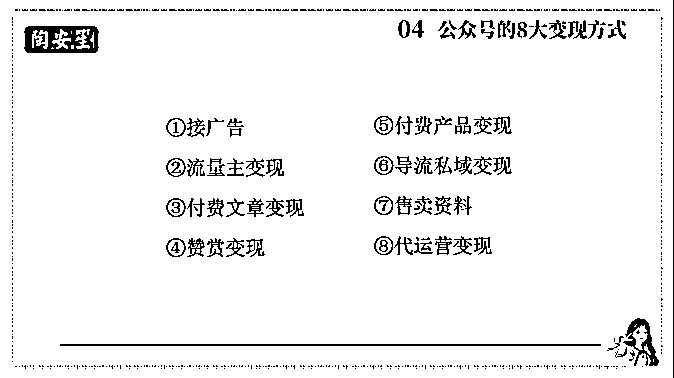 陶安墨
04 公众号的8大变现方式
①接广告
②流量主变现
③付费文章变现
④赞赏变现
⑤付费产品变现
⑥导流私域变现
⑦售卖资料
⑧代运营变现